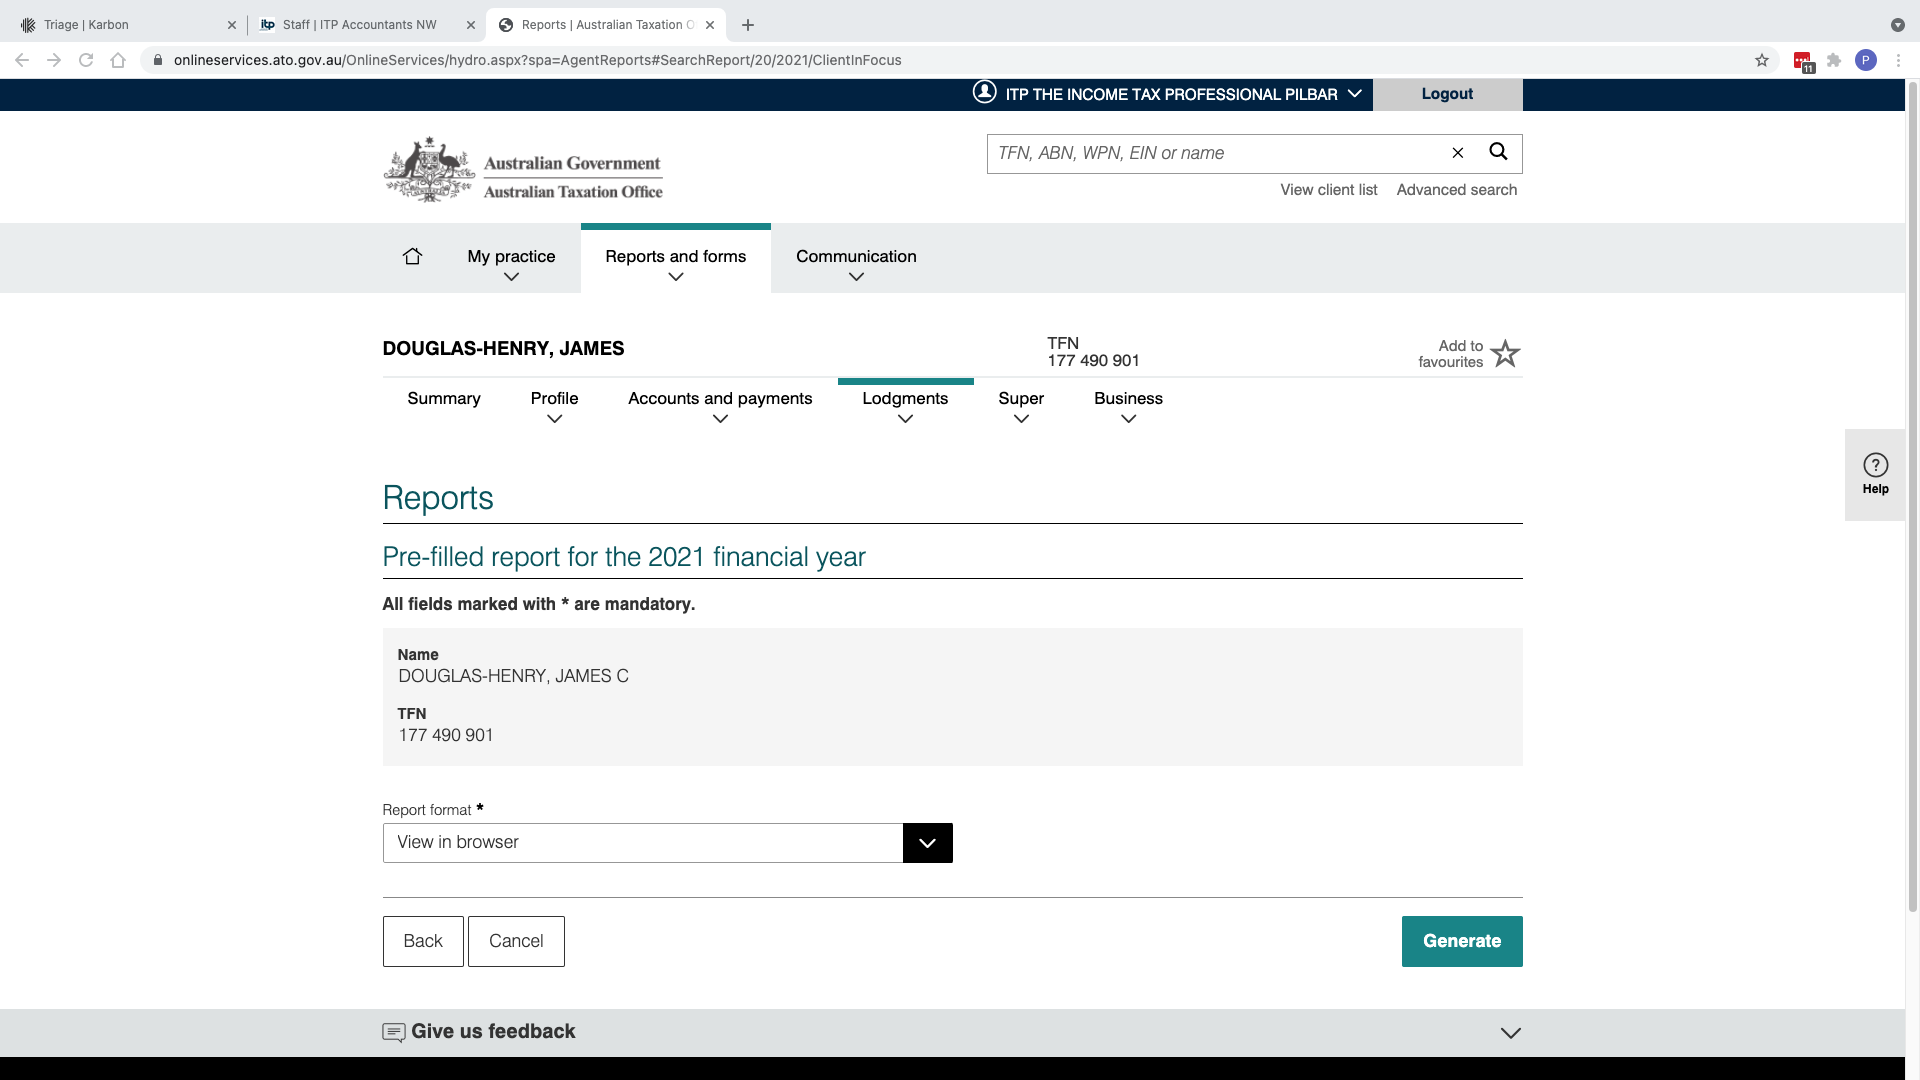 Triage | Karbon
itp Staff | ITP Accountants NW
Reports | Australian Taxation O
onlineservices.ato.gov.au/OnlineServices/hydro.aspx?spa=AgentReports#SearchReport/20/2021/ClientInFocus
11
P
ITP THE INCOME TAX PROFESSIONAL PILBAR
Logout
Australian Government
Australian Taxation Office
TFN, ABN, WPN, EIN or name
View client list Advanced search
My practice Reports and forms Communication
DOUGLAS-HENRY, JAMES
TFN
177 490 901
Add to
favourites
Summary Profile Accounts and payments Lodgments Super Business
? Help
Reports
Pre-filled report for the 2021 financial year
All fields marked with * are mandatory.
Name
DOUGLAS-HENRY, JAMES C
TFN
177 490 901
Report format *
View in browser
Back Cancel Generate
Give us feedback